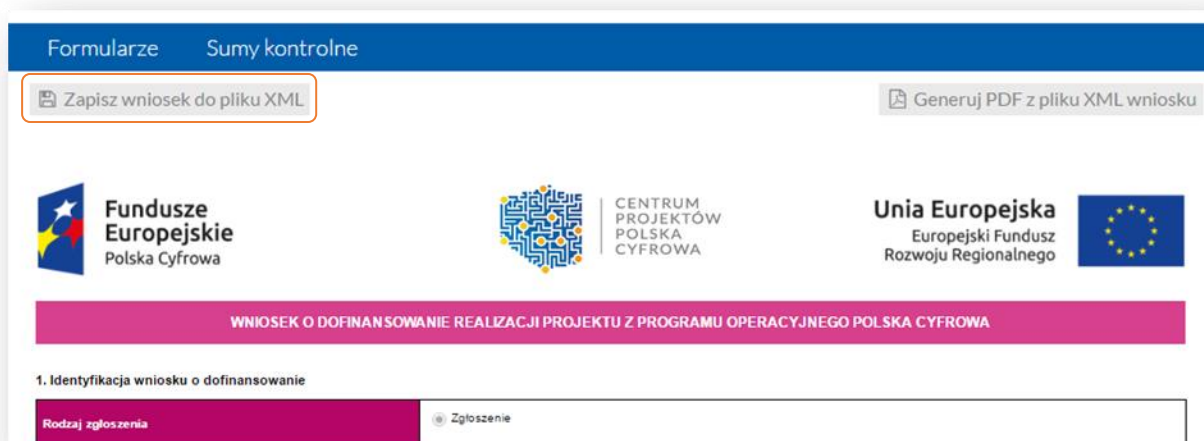 Formularze Sumy kontrolne
Zapisz wniosek do pliku XML Generuj PDF z pliku XML wniosku
Fundusze
Europejskie
Polska Cyfrowa
CENTRUM
PROJEKTÓW
POLSKA
CYFROWA
Unia Europejska
Europejski Fundusz
Rozwoju Regionalnego
WNIOSEK O DOFINANSOWANIE REALIZACJI PROJEKTU Z PROGRAMU OPERACYJNEGO POLSKA CYFROWA
1. Identyfikacja wniosku o dofinansowanie
Rodzaj zgłoszenia Zgłoszenie